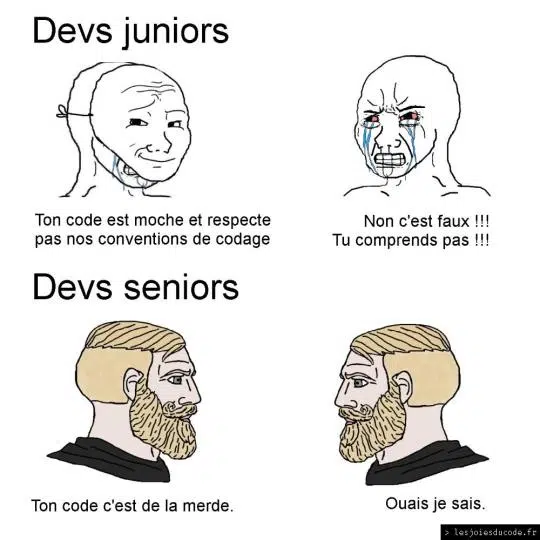 Devs juniors
Ton code est moche et respecte
pas nos conventions de codage
Non c'est faux !!!
Tu comprends pas !!!
Devs seniors
Ton code c'est de la merde.
Ouais je sais.
> lesjoiesducode.fr